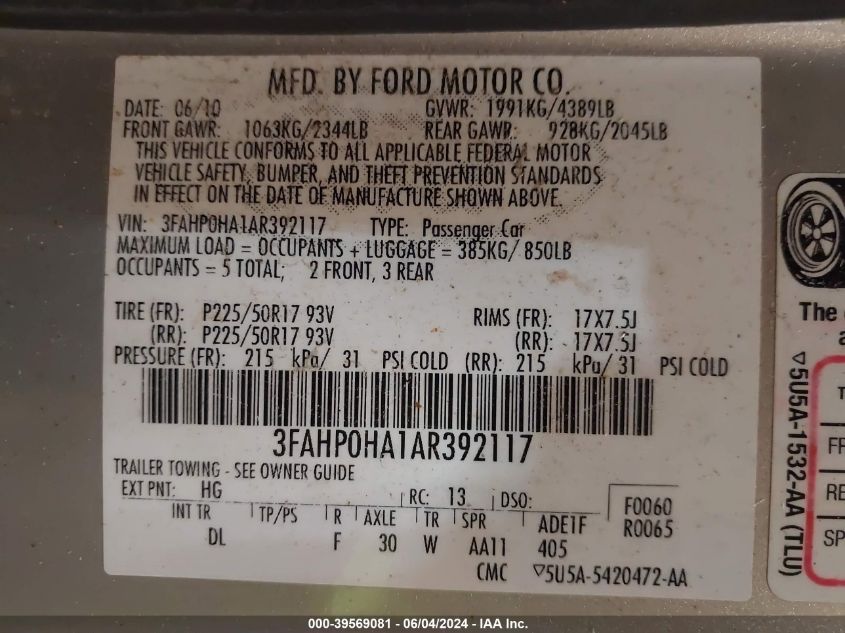 MFD. BY FORD MOTOR CO.
DATE: 06/10 GVWR: 1991KG/4389LB
FRONT GAWR: 1063KG/2344LB REAR GAWR: 928KG/2045LB
THIS VEHICLE CONFORMS TO ALL APPLICABLE FEDERAL MOTOR
VEHICLE SAFETY, BUMPER, AND THEFT PREVENTION STANDARDS
IN EFFECT ON THE DATE OF MANUFACTURE SHOWN ABOVE.
VIN: 3FAHP0HA1AR392117 TYPE: Passenger Car
MAXIMUM LOAD = OCCUPANTS + LUGGAGE = 385KG/ 850LB
OCCUPANTS = 5 TOTAL; 2 FRONT, 3 REAR
TIRE (FR): P225/50R17 93V RIMS (FR): 17X7.5J
(RR): P225/50R17 93V (RR): 17X7.5J
PRESSURE (FR): 215 kPa/ 31 PSI COLD (RR): 215 kPa/ 31 PSI COLD
3FAHP0HA1AR392117
TRAILER TOWING - SEE OWNER GUIDE
EXT PNT: HG RC: 13 DSO: F0060
INT TR TP/PS R AXLE TR SPR ADE1F R0065
DL F 30 W AA11 405
CMC ▽5U5A-5420472-AA
The
▽5U5A-1532-AA (TLU)
T
FR
RE
SP
000-39569081 - 06/04/2024 - IAA Inc.